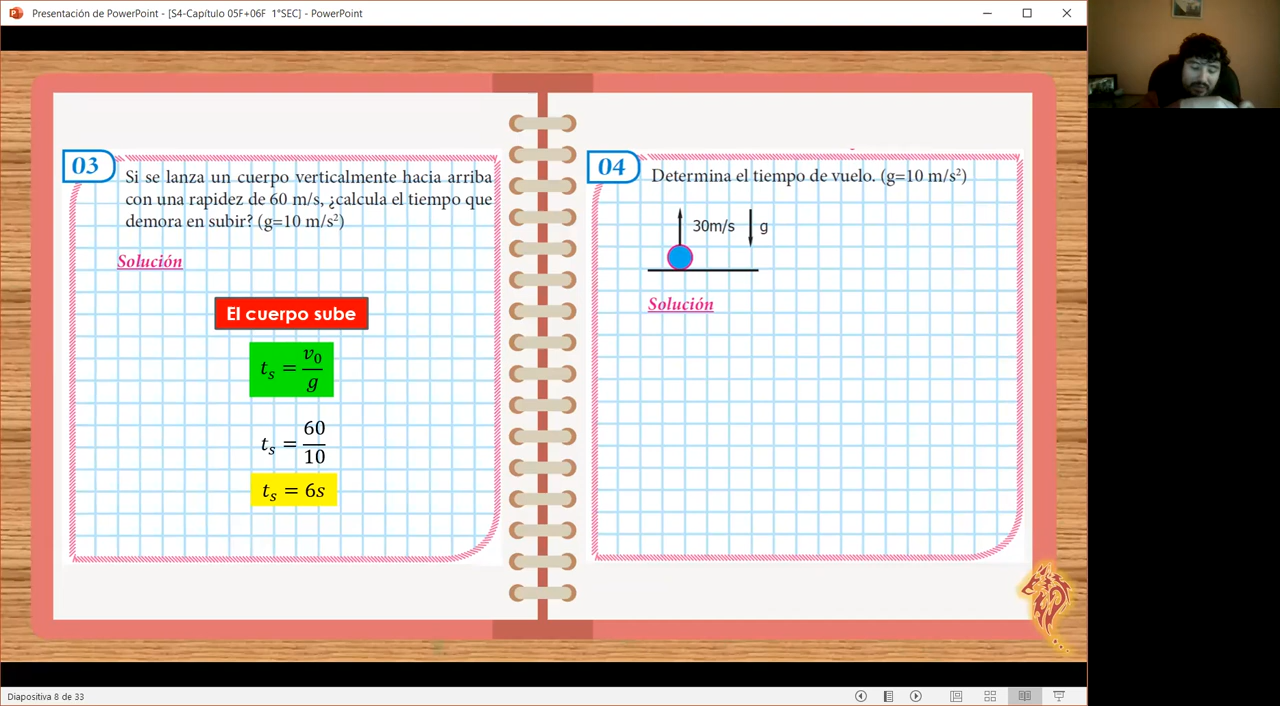 Presentación de PowerPoint - [S4-Capítulo 05F+06F 1°SEC] - PowerPoint
03
Si se lanza un cuerpo verticalmente hacia arriba
con una rapidez de 60 m/s, ¿calcula el tiempo que
demora en subir? (g=10 m/s²)
Solución
El cuerpo sube
t_s = v_0/g
t_s = 60/10
t_s = 6s
04
Determina el tiempo de vuelo. (g=10 m/s²)
30m/s g
Solución
Diapositiva 8 de 33